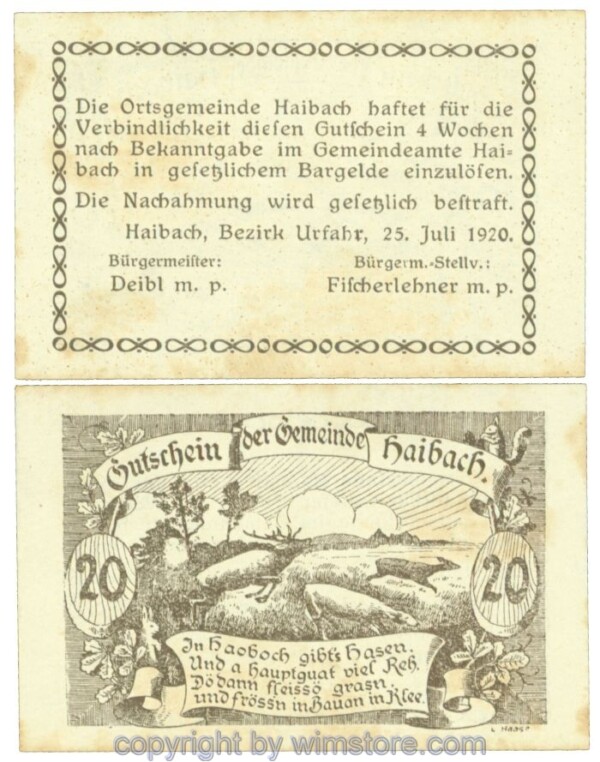 Die Ortsgemeinde Haibach haftet für die
Verbindlichkeit diesen Gutschein 4 Wochen
nach Bekanntgabe im Gemeindeamte Hai-
bach in gesetzlichem Bargelde einzulösen.
Die Nachahmung wird gesetzlich bestraft.
Haibach, Bezirk Urfahr, 25. Juli 1920.
Bürgermeister: Bürgerm.-Stellv.:
Deibl m. p. Fischerlehner m. p.
Gutschein der Gemeinde Haibach.
20 20
In Haoboch gibt's Hasen.
Und a hauptguat viel Reh.
Dö dann fleissö grasn.
und frössn in Bauan in Klee.
L HAAS
copyright by wimstore.com